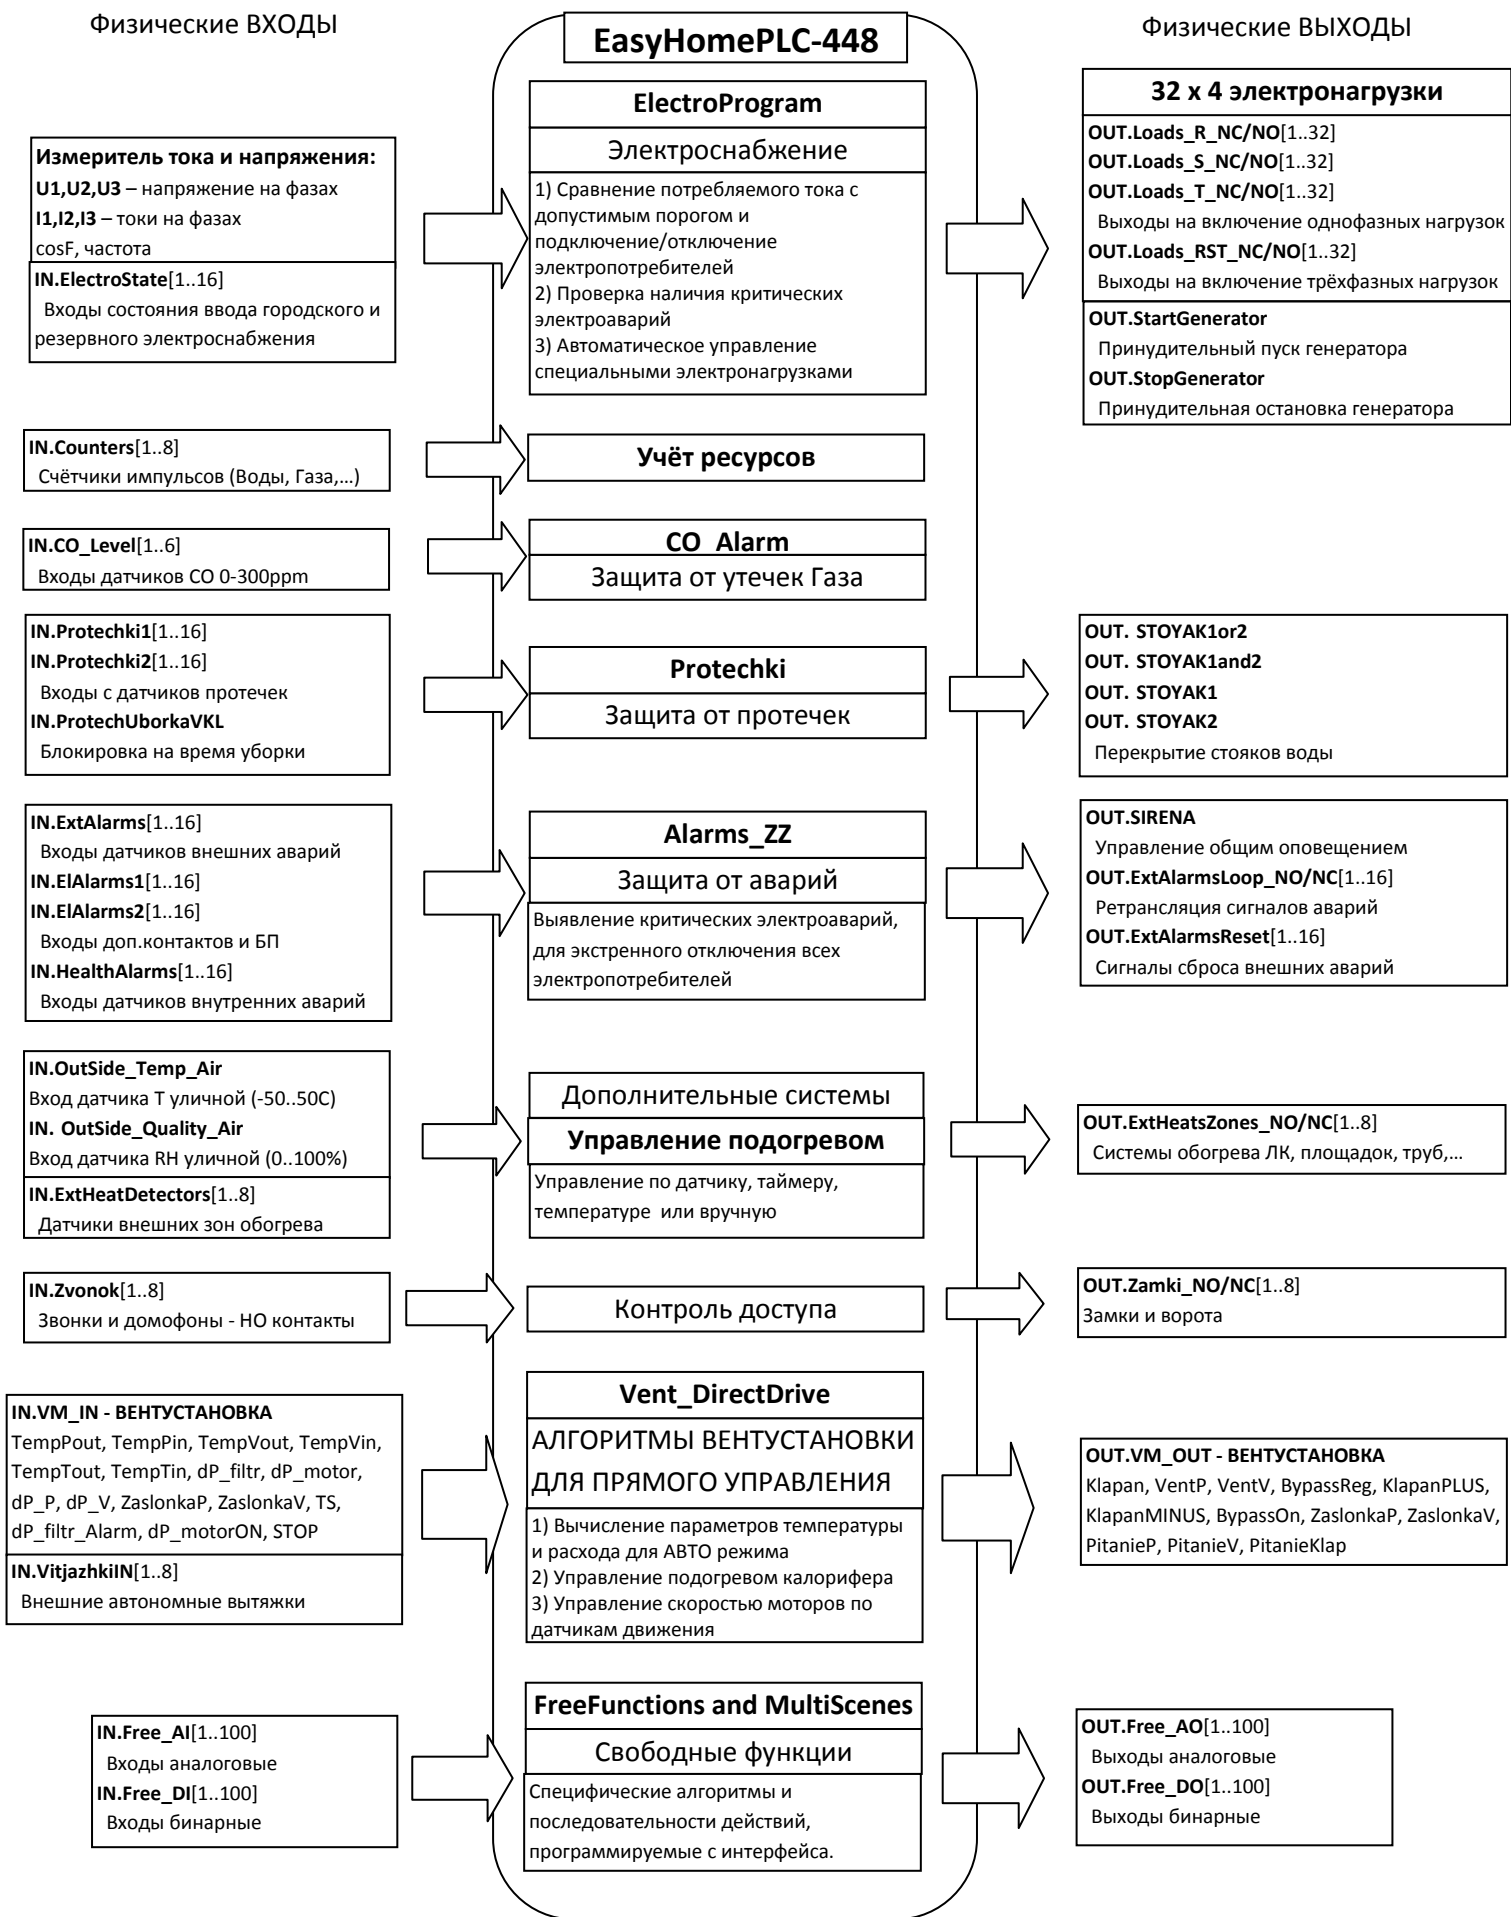 Физические ВХОДЫ
EasyHomePLC-448
Физические ВЫХОДЫ
Измеритель тока и напряжения:
U1,U2,U3 – напряжение на фазах
I1,I2,I3 – токи на фазах
cosF, частота
IN.ElectroState[1..16]
Входы состояния ввода городского и
резервного электроснабжения
ElectroProgram
Электроснабжение
1) Сравнение потребляемого тока с
допустимым порогом и
подключение/отключение
электропотребителей
2) Проверка наличия критических
электроаварий
3) Автоматическое управление
специальными электронагрузками
32 x 4 электронагрузки
OUT.Loads_R_NC/NO[1..32]
OUT.Loads_S_NC/NO[1..32]
OUT.Loads_T_NC/NO[1..32]
Выходы на включение однофазных нагрузок
OUT.Loads_RST_NC/NO[1..32]
Выходы на включение трёхфазных нагрузок
OUT.StartGenerator
Принудительный пуск генератора
OUT.StopGenerator
Принудительная остановка генератора
IN.Counters[1..8]
Счётчики импульсов (Воды, Газа,...)
Учёт ресурсов
IN.CO_Level[1..6]
Входы датчиков CO 0-300ppm
CO_Alarm
Защита от утечек Газа
IN.Protechki1[1..16]
IN.Protechki2[1..16]
Входы с датчиков протечек
IN.ProtechUborkaVKL
Блокировка на время уборки
Protechki
Защита от протечек
OUT. STOYAK1or2
OUT. STOYAK1and2
OUT. STOYAK1
OUT. STOYAK2
Перекрытие стояков воды
IN.ExtAlarms[1..16]
Входы датчиков внешних аварий
IN.ElAlarms1[1..16]
IN.ElAlarms2[1..16]
Входы доп.контактов и БП
IN.HealthAlarms[1..16]
Входы датчиков внутренних аварий
Alarms_ZZ
Защита от аварий
Выявление критических электроаварий,
для экстренного отключения всех
электропотребителей
OUT.SIRENA
Управление общим оповещением
OUT.ExtAlarmsLoop_NO/NC[1..16]
Ретрансляция сигналов аварий
OUT.ExtAlarmsReset[1..16]
Сигналы сброса внешних аварий
IN.OutSide_Temp_Air
Вход датчика Т уличной (-50..50С)
IN. OutSide_Quality_Air
Вход датчика RH уличной (0..100%)
IN.ExtHeatDetectors[1..8]
Датчики внешних зон обогрева
Дополнительные системы
Управление подогревом
Управление по датчику, таймеру,
температуре или вручную
OUT.ExtHeatsZones_NO/NC[1..8]
Системы обогрева ЛК, площадок, труб,...
IN.Zvonok[1..8]
Звонки и домофоны - НО контакты
Контроль доступа
OUT.Zamki_NO/NC[1..8]
Замки и ворота
IN.VM_IN - ВЕНТУСТАНОВКА
TempPout, TempPin, TempVout, TempVin,
TempTout, TempTin, dP_filtr, dP_motor,
dP_P, dP_V, ZaslonkaP, ZaslonkaV, TS,
dP_filtr_Alarm, dP_motorON, STOP
IN.VitjazhkiIN[1..8]
Внешние автономные вытяжки
Vent_DirectDrive
АЛГОРИТМЫ ВЕНТУСТАНОВКИ
ДЛЯ ПРЯМОГО УПРАВЛЕНИЯ
1) Вычисление параметров температуры
и расхода для АВТО режима
2) Управление подогревом калорифера
3) Управление скоростью моторов по
датчикам движения
OUT.VM_OUT - ВЕНТУСТАНОВКА
Klapan, VentP, VentV, BypassReg, KlapanPLUS,
KlapanMINUS, BypassOn, ZaslonkaP, ZaslonkaV,
PitanieP, PitanieV, PitanieKlap
IN.Free_AI[1..100]
Входы аналоговые
IN.Free_DI[1..100]
Входы бинарные
FreeFunctions and MultiScenes
Свободные функции
Специфические алгоритмы и
последовательности действий,
программируемые с интерфейса.
OUT.Free_AO[1..100]
Выходы аналоговые
OUT.Free_DO[1..100]
Выходы бинарные